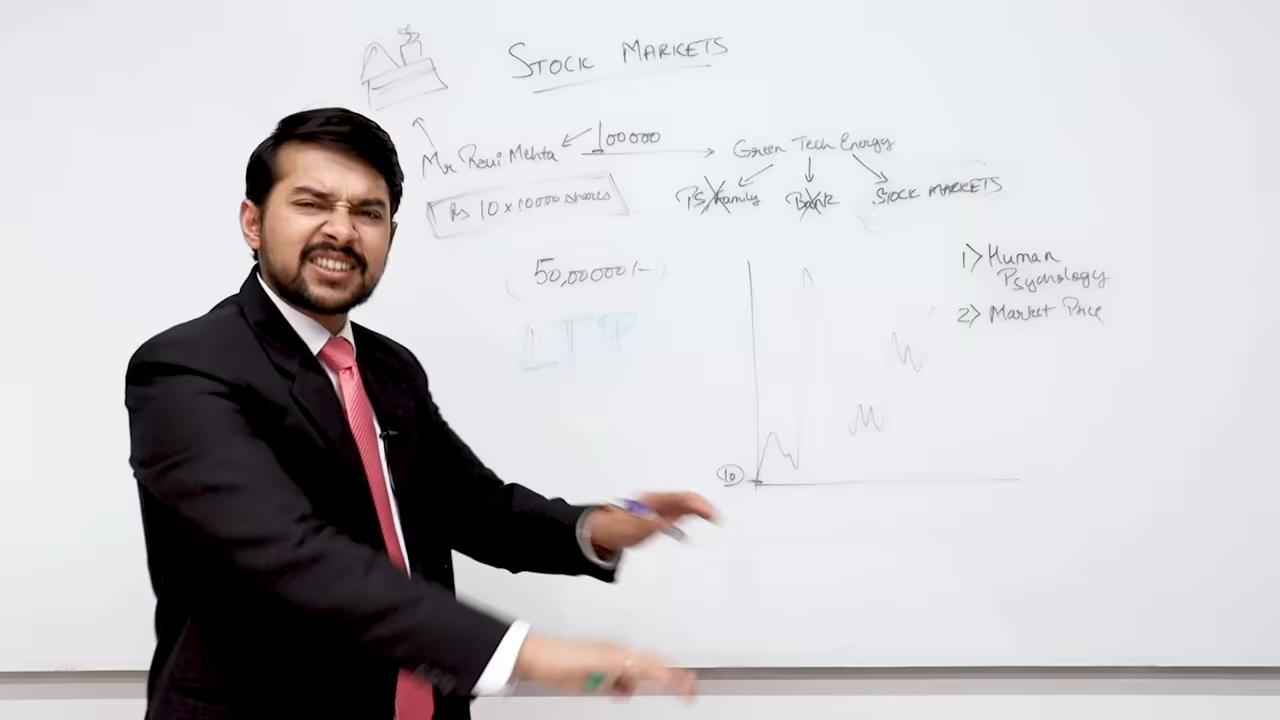 STOCK MARKETS
Mr Ravi Mehta
100000
Green Tech Energy
Rs 10 x 10000 shares
Family
BANK
STOCK MARKETS
50,00000/-
LTP
1) Human
Psychology
2) Market Price
10